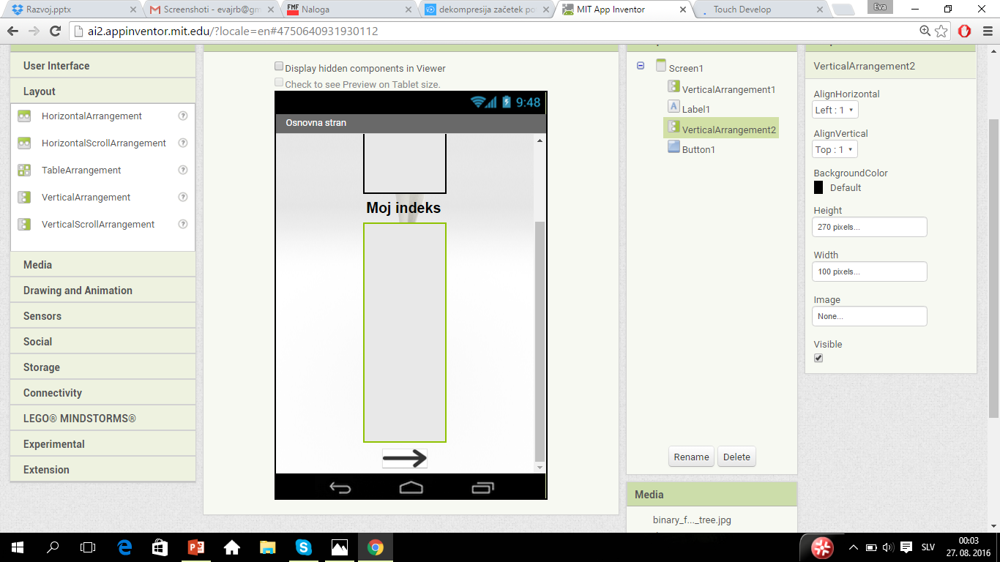 Razvoj.pptx
Screenshoti - evajrb@gm
FMF
Naloga
dekompresija začetek po
MIT App Inventor
Touch Develop
Eva
ai2.appinventor.mit.edu/?locale=en#4750640931930112
User Interface
Layout
HorizontalArrangement
HorizontalScrollArrangement
TableArrangement
VerticalArrangement
VerticalScrollArrangement
Media
Drawing and Animation
Sensors
Social
Storage
Connectivity
LEGO® MINDSTORMS®
Experimental
Extension
Display hidden components in Viewer
Check to see Preview on Tablet size.
9:48
Osnovna stran
Moj indeks
Screen1
VerticalArrangement1
A Label1
VerticalArrangement2
Button1
Rename
Delete
Media
binary_f..._tree.jpg
VerticalArrangement2
AlignHorizontal
Left : 1
AlignVertical
Top : 1
BackgroundColor
Default
Height
270 pixels...
Width
100 pixels...
Image
None...
Visible
SLV
00:03
27. 08. 2016